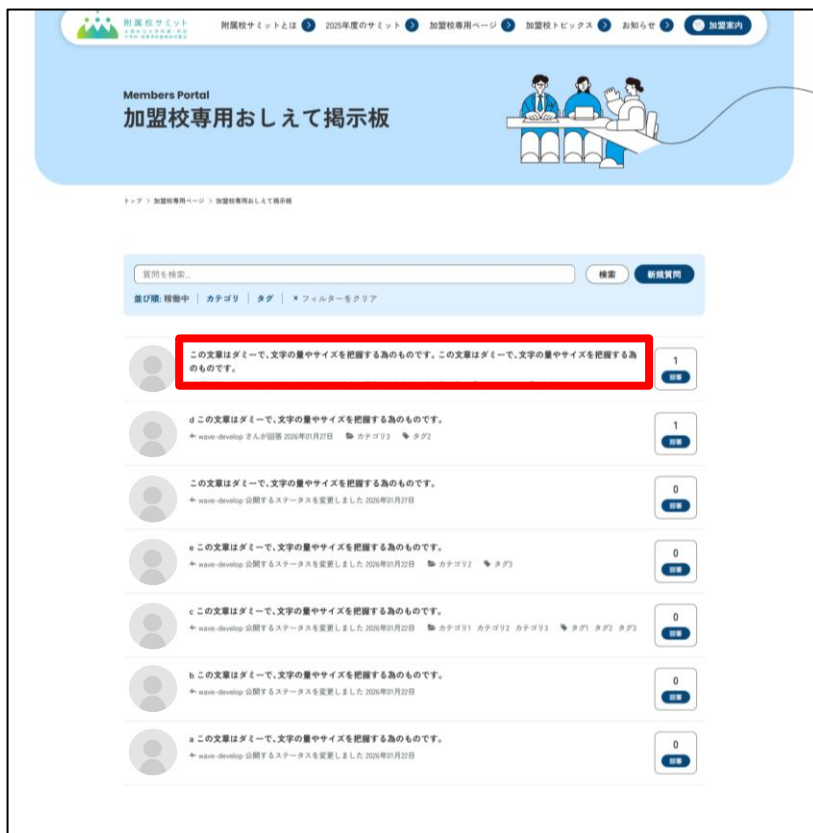 附属校サミット
附属校サミットとは
2025年度のサミット
加盟校専用ページ
加盟校トピックス
お知らせ
加盟案内
Members Portal
加盟校専用おしえて掲示板
トップ > 加盟校専用ページ > 加盟校専用おしえて掲示板
質問を検索...
検索
新規質問
並び順: 稼働中 | カテゴリ | タグ | × フィルターをクリア
この文章はダミーで、文字の量やサイズを把握する為のものです。この文章はダミーで、文字の量やサイズを把握する為
のものです。
1
回答
d この文章はダミーで、文字の量やサイズを把握する為のものです。
wave-develop さんが回答 2026年01月27日 カテゴリ3 タグ2
1
回答
この文章はダミーで、文字の量やサイズを把握する為のものです。
wave-develop 公開するステータスを変更しました 2026年01月27日
0
回答
e この文章はダミーで、文字の量やサイズを把握する為のものです。
wave-develop 公開するステータスを変更しました 2026年01月22日 カテゴリ2 タグ3
0
回答
c この文章はダミーで、文字の量やサイズを把握する為のものです。
wave-develop 公開するステータスを変更しました 2026年01月22日 カテゴリ1 カテゴリ2 カテゴリ3 タグ1 タグ2 タグ3
0
回答
b この文章はダミーで、文字の量やサイズを把握する為のものです。
wave-develop 公開するステータスを変更しました 2026年01月22日
0
回答
a この文章はダミーで、文字の量やサイズを把握する為のものです。
wave-develop 公開するステータスを変更しました 2026年01月22日
0
回答